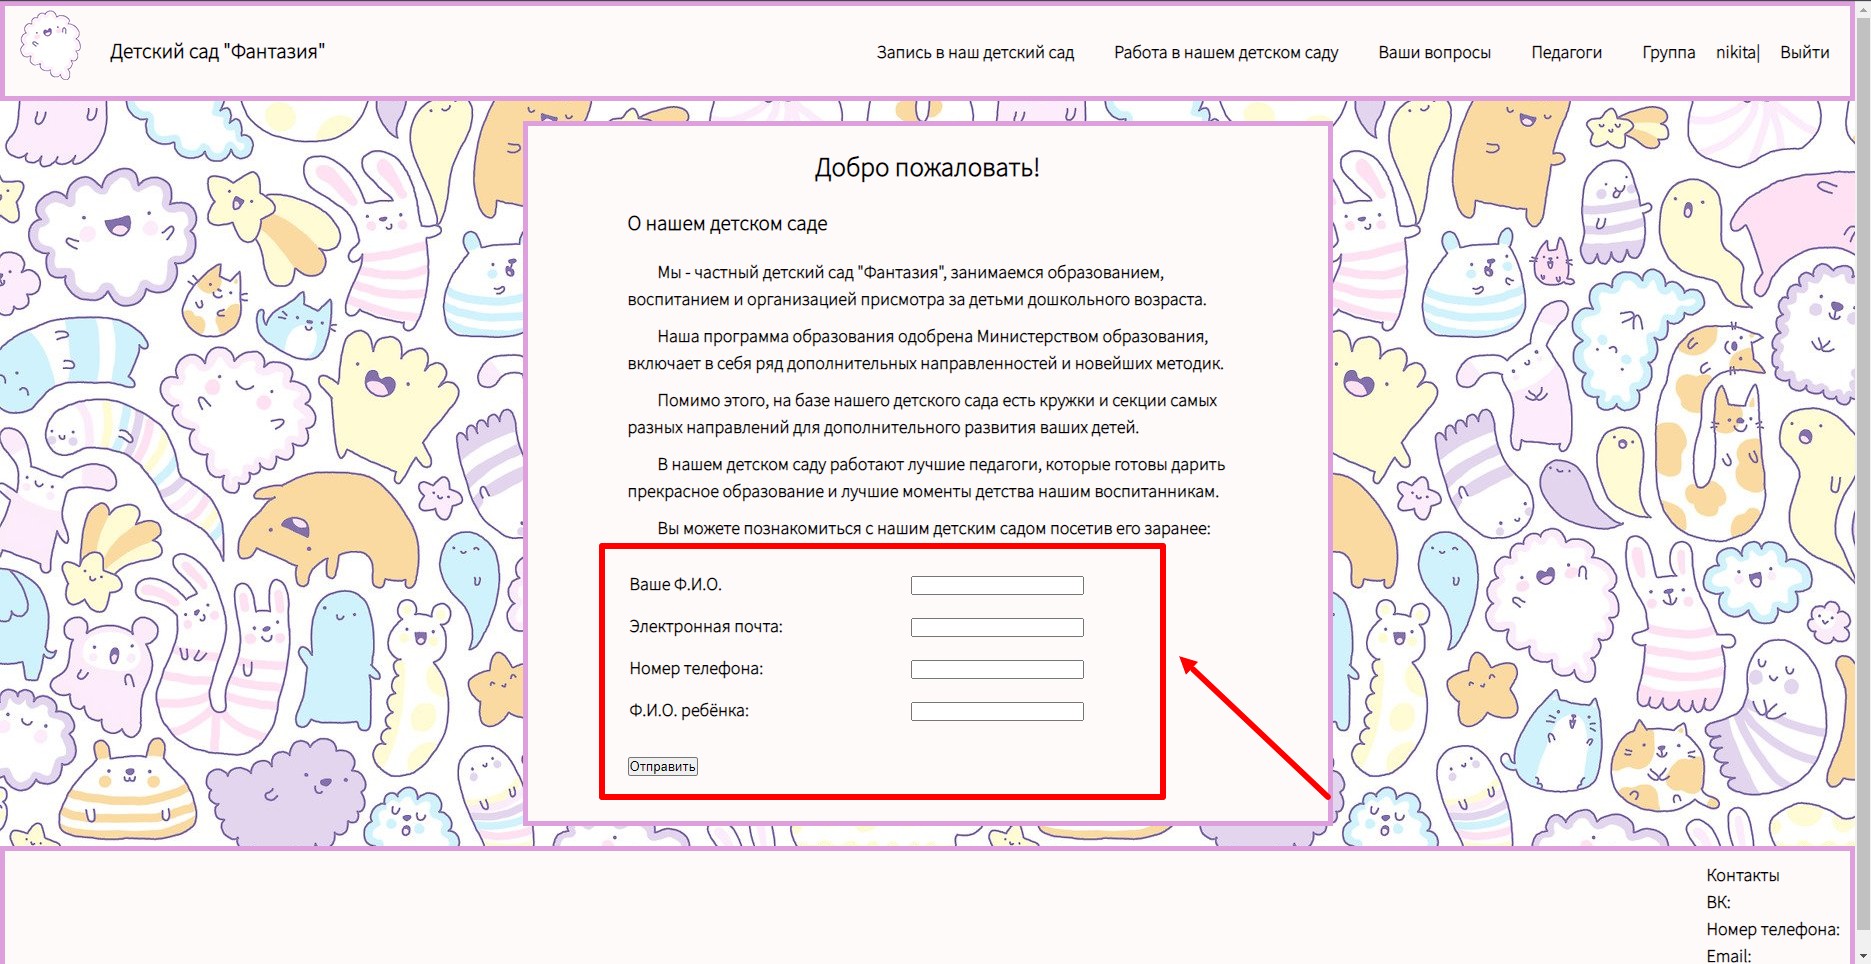 Детский сад "Фантазия"
Запись в наш детский сад
Работа в нашем детском саду
Ваши вопросы
Педагоги
Группа
nikita|
Выйти
Добро пожаловать!
О нашем детском саде
Мы - частный детский сад "Фантазия", занимаемся образованием,
воспитанием и организацией присмотра за детьми дошкольного возраста.
Наша программа образования одобрена Министерством образования,
включает в себя ряд дополнительных направленностей и новейших методик.
Помимо этого, на базе нашего детского сада есть кружки и секции самых
разных направлений для дополнительного развития ваших детей.
В нашем детском саду работают лучшие педагоги, которые готовы дарить
прекрасное образование и лучшие моменты детства нашим воспитанникам.
Вы можете познакомиться с нашим детским садом посетив его заранее:
Ваше Ф.И.О.
Электронная почта:
Номер телефона:
Ф.И.О. ребёнка:
Отправить
Контакты
ВК:
Номер телефона:
Email: